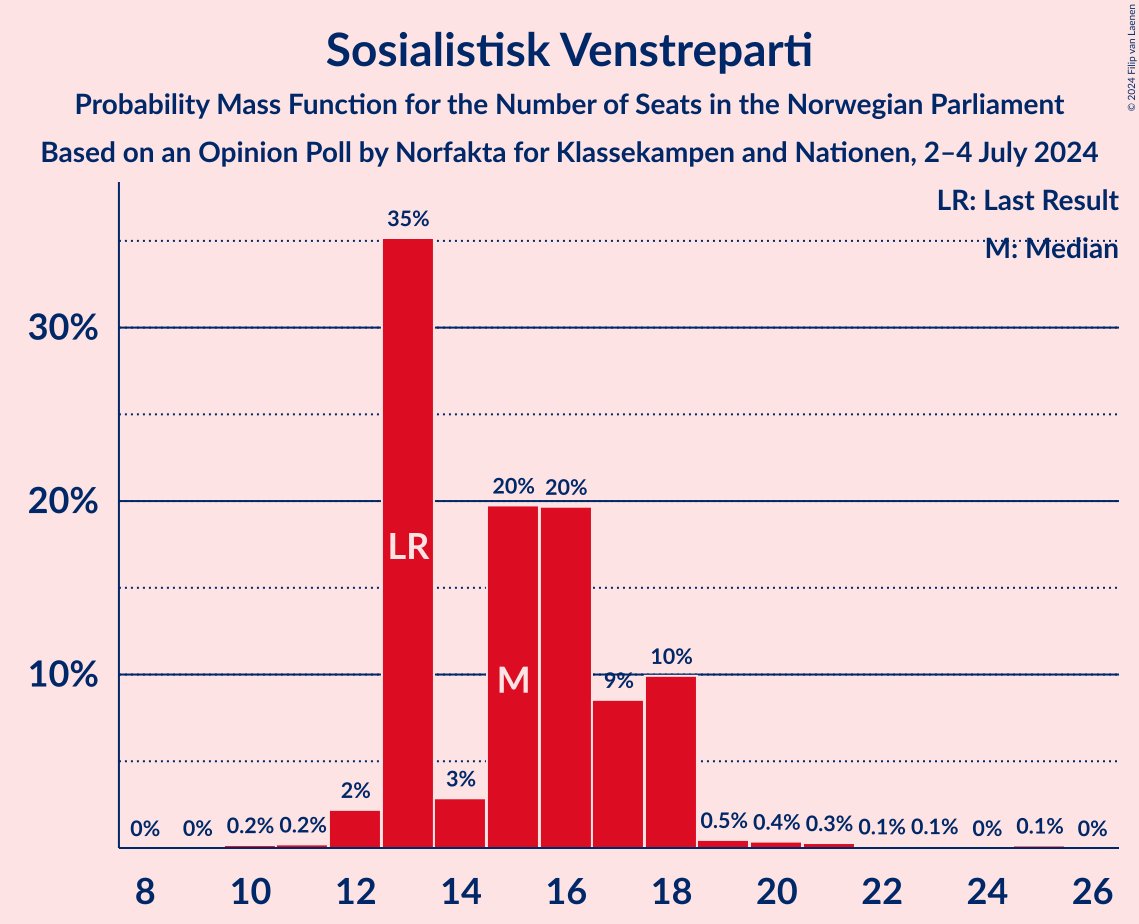 Sosialistisk Venstreparti
Probability Mass Function for the Number of Seats in the Norwegian Parliament
Based on an Opinion Poll by Norfakta for Klassekampen and Nationen, 2–4 July 2024
© 2024 Filip van Laenen
LR: Last Result
M: Median
30%
20%
10%
0% 0% 0.2% 0.2% 2% 35% 3% 20% 20% 9% 10% 0.5% 0.4% 0.3% 0.1% 0.1% 0% 0.1% 0%
LR
M
8 10 12 14 16 18 20 22 24 26